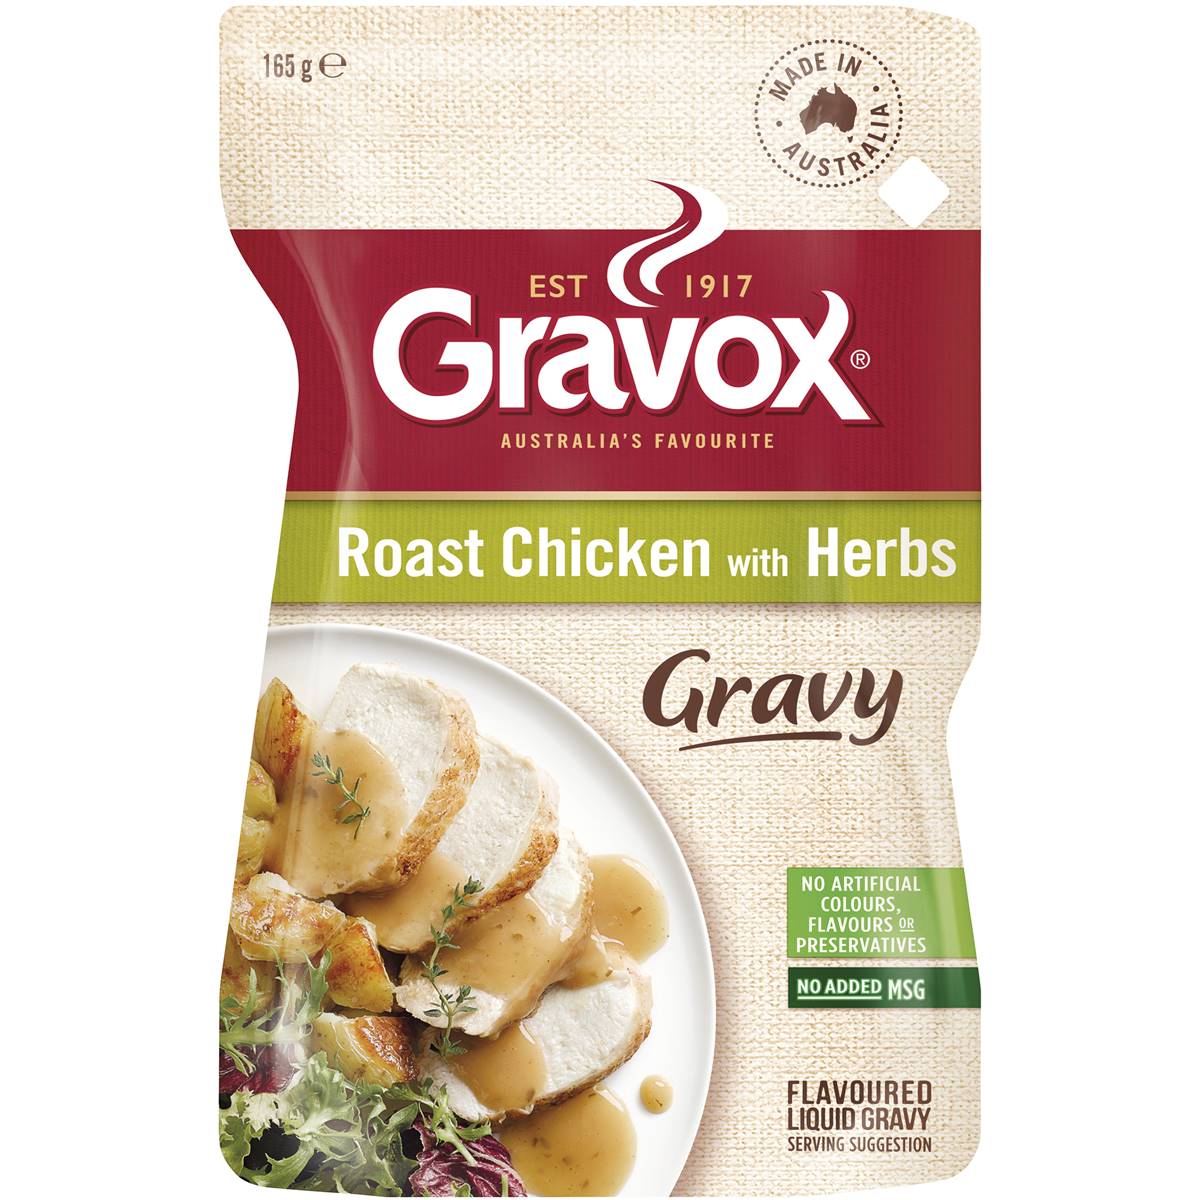 165 g ℮
MADE IN
AUSTRALIA
EST 1917
Gravox®
AUSTRALIA'S FAVOURITE
Roast Chicken with Herbs
Gravy
NO ARTIFICIAL
COLOURS,
FLAVOURS OR
PRESERVATIVES
NO ADDED MSG
FLAVOURED
LIQUID GRAVY
SERVING SUGGESTION